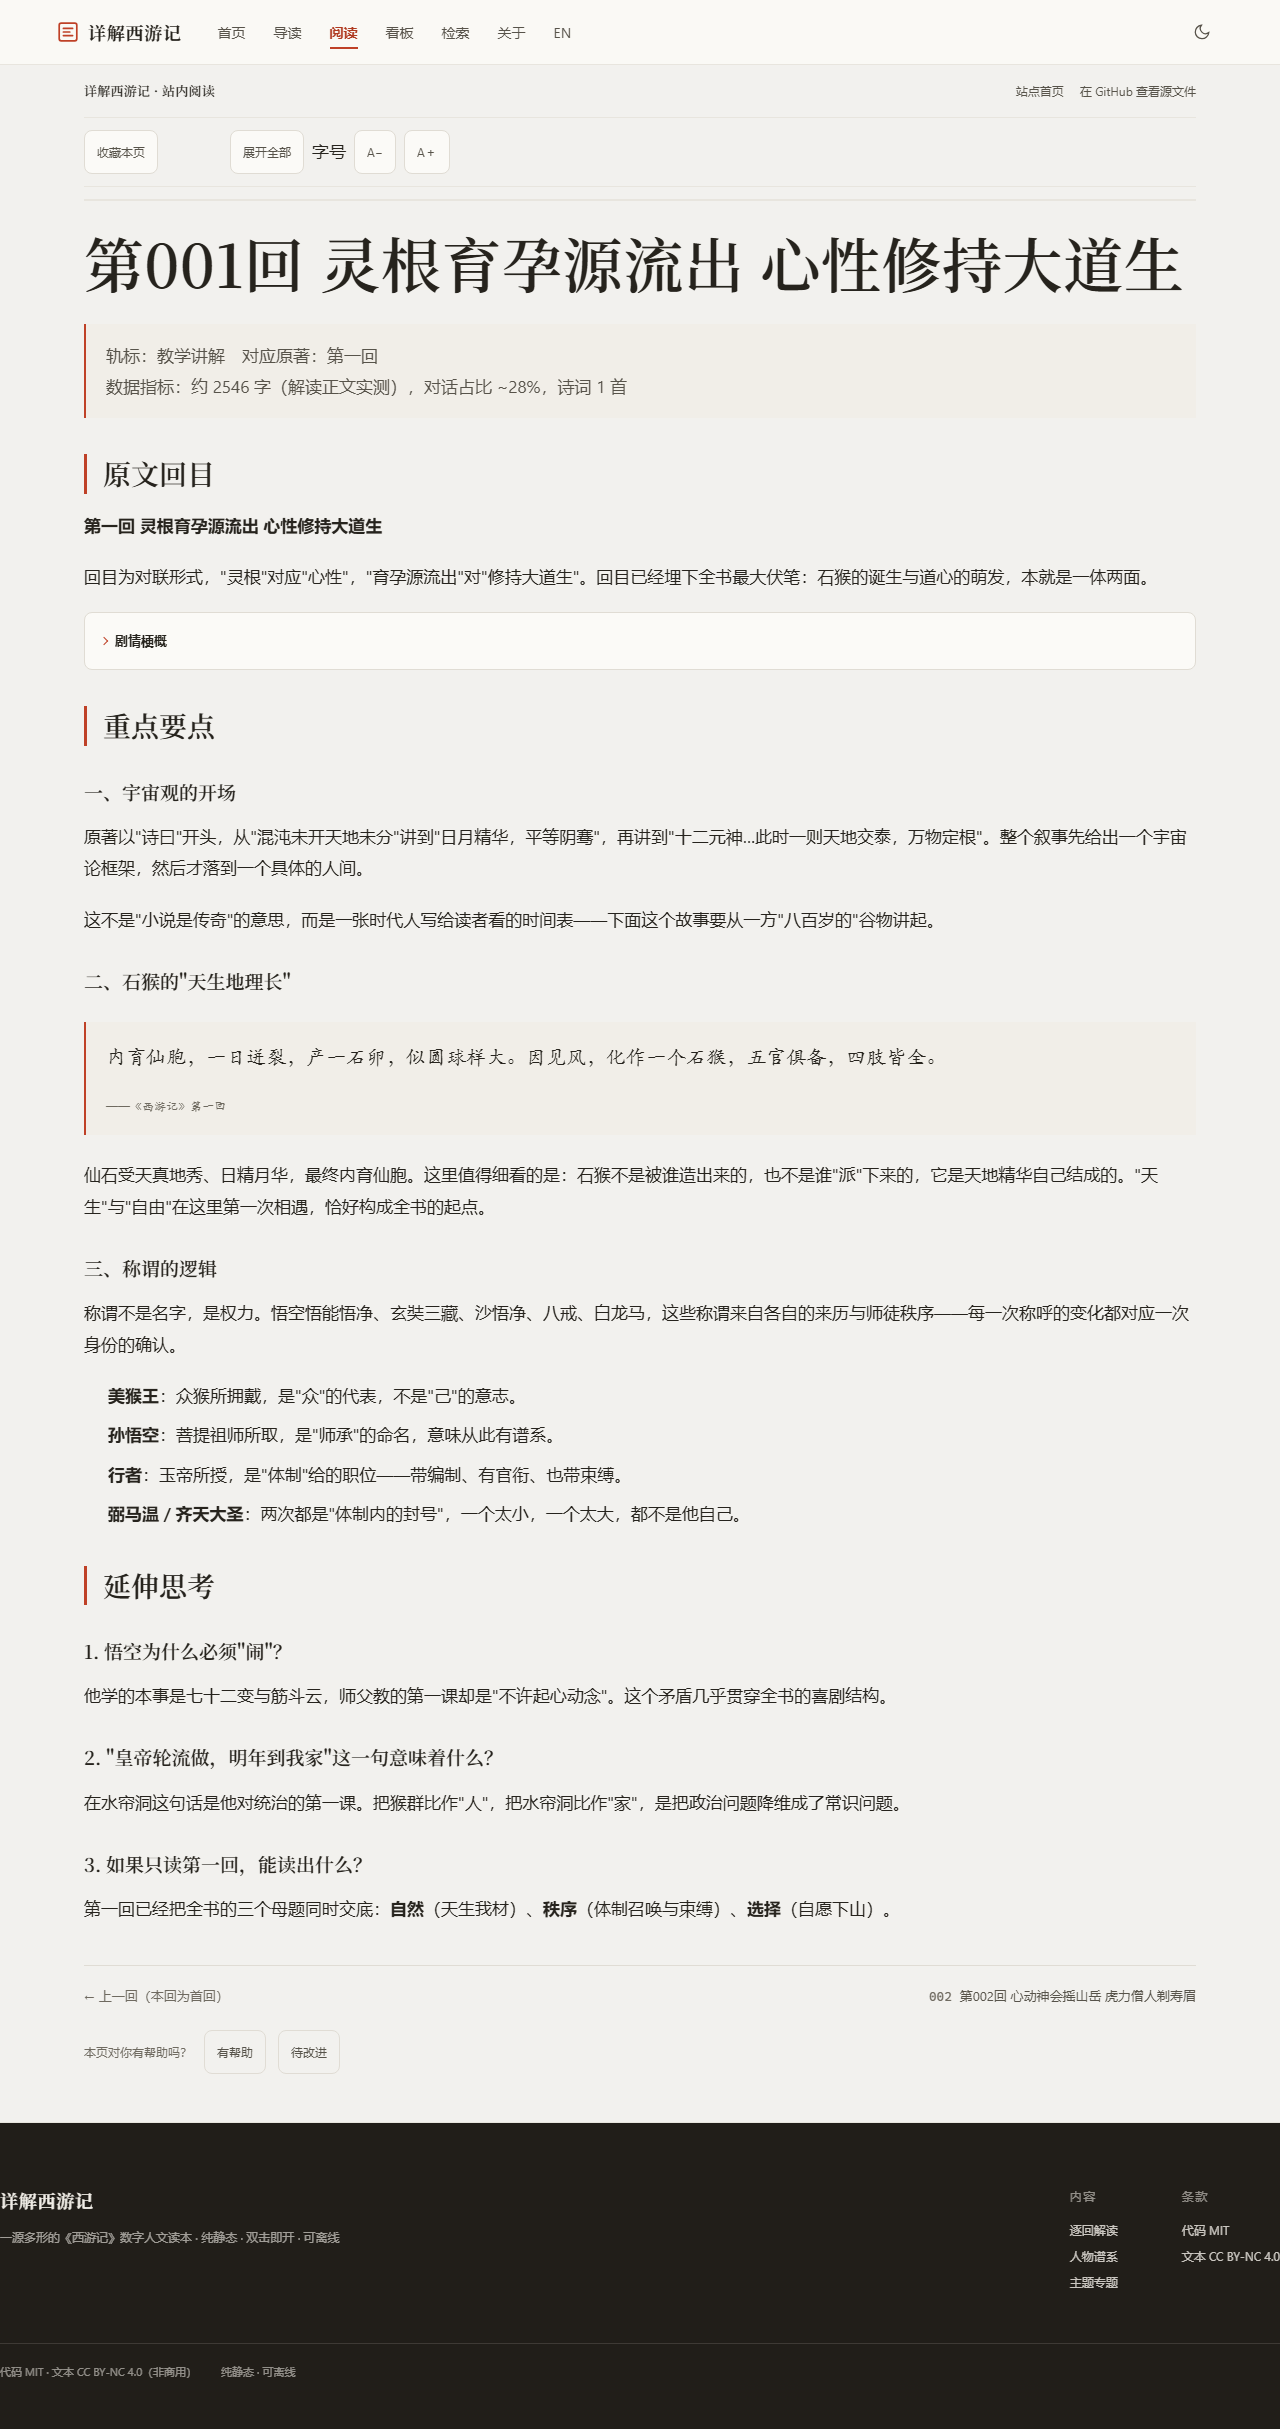 详解西游记 首页 导读 阅读 看板 检索 关于 EN
详解西游记 · 站内阅读
站点首页 在 GitHub 查看源文件
收藏本页 展开全部 字号 A− A+
第001回 灵根育孕源流出 心性修持大道生
轨标：教学讲解 对应原著：第一回
数据指标：约 2546 字（解读正文实测），对话占比 ~28%，诗词 1 首
原文回目
第一回 灵根育孕源流出 心性修持大道生
回目为对联形式，"灵根"对应"心性"，"育孕源流出"对"修持大道生"。回目已经埋下全书最大伏笔：石猴的诞生与道心的萌发，本就是一体两面。
› 剧情梗概
重点要点
一、宇宙观的开场
原著以"诗曰"开头，从"混沌未开天地未分"讲到"日月精华，平等阴骞"，再讲到"十二元神...此时一则天地交泰，万物定根"。整个叙事先给出一个宇宙
论框架，然后才落到一个具体的人间。
这不是"小说是传奇"的意思，而是一张时代人写给读者看的时间表——下面这个故事要从一方"八百岁的"谷物讲起。
二、石猴的"天生地理长"
内育仙胞，一日迸裂，产一石卵，似圆球样大。因见风，化作一个石猴，五官俱备，四肢皆全。
——《西游记》第一回
仙石受天真地秀、日精月华，最终内育仙胞。这里值得细看的是：石猴不是被谁造出来的，也不是谁"派"下来的，它是天地精华自己结成的。"天
生"与"自由"在这里第一次相遇，恰好构成全书的起点。
三、称谓的逻辑
称谓不是名字，是权力。悟空悟能悟净、玄奘三藏、沙悟净、八戒、白龙马，这些称谓来自各自的来历与师徒秩序——每一次称呼的变化都对应一次
身份的确认。
美猴王：众猴所拥戴，是"众"的代表，不是"己"的意志。
孙悟空：菩提祖师所取，是"师承"的命名，意味从此有谱系。
行者：玉帝所授，是"体制"给的职位——带编制、有官衔、也带束缚。
弼马温 / 齐天大圣：两次都是"体制内的封号"，一个太小，一个太大，都不是他自己。
延伸思考
1. 悟空为什么必须"闹"？
他学的本事是七十二变与筋斗云，师父教的第一课却是"不许起心动念"。这个矛盾几乎贯穿全书的喜剧结构。
2. "皇帝轮流做，明年到我家"这一句意味着什么？
在水帘洞这句话是他对统治的第一课。把猴群比作"人"，把水帘洞比作"家"，是把政治问题降维成了常识问题。
3. 如果只读第一回，能读出什么？
第一回已经把全书的三个母题同时交底：自然（天生我材）、秩序（体制召唤与束缚）、选择（自愿下山）。
← 上一回（本回为首回）
002 第002回 心动神会摇山岳 虎力僧人剃寿眉
本页对你有帮助吗？ 有帮助 待改进
详解西游记
一源多形的《西游记》数字人文读本 · 纯静态 · 双击即开 · 可离线
内容
逐回解读
人物谱系
主题专题
条款
代码 MIT
文本 CC BY-NC 4.0
代码 MIT · 文本 CC BY-NC 4.0（非商用） 纯静态 · 可离线